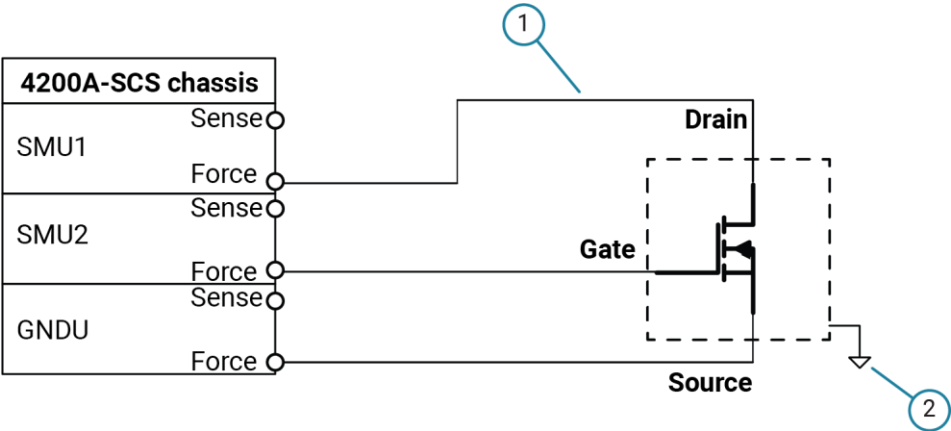 1
4200A-SCS chassis
Sense
Drain
SMU1
Force
Sense
SMU2
Gate
Force
Sense
GNDU
Force
Source
2